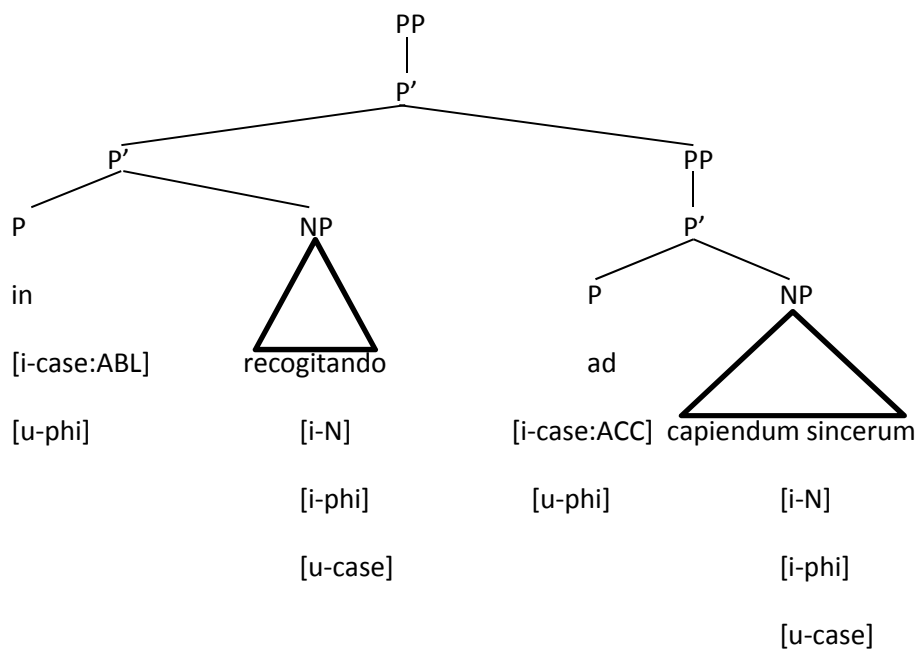 PP
P’
P’ PP
P NP P’
in P NP
[i-case:ABL] recogitando ad
[u-phi] [i-N] [i-case:ACC] capiendum sincerum
[i-phi] [u-phi] [i-N]
[u-case] [i-phi]
[u-case]